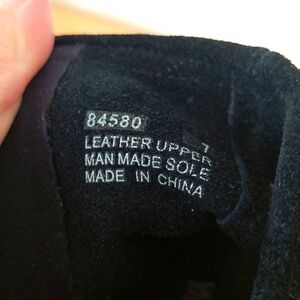 84580 7
LEATHER UPPER
MAN MADE SOLE
MADE IN CHINA